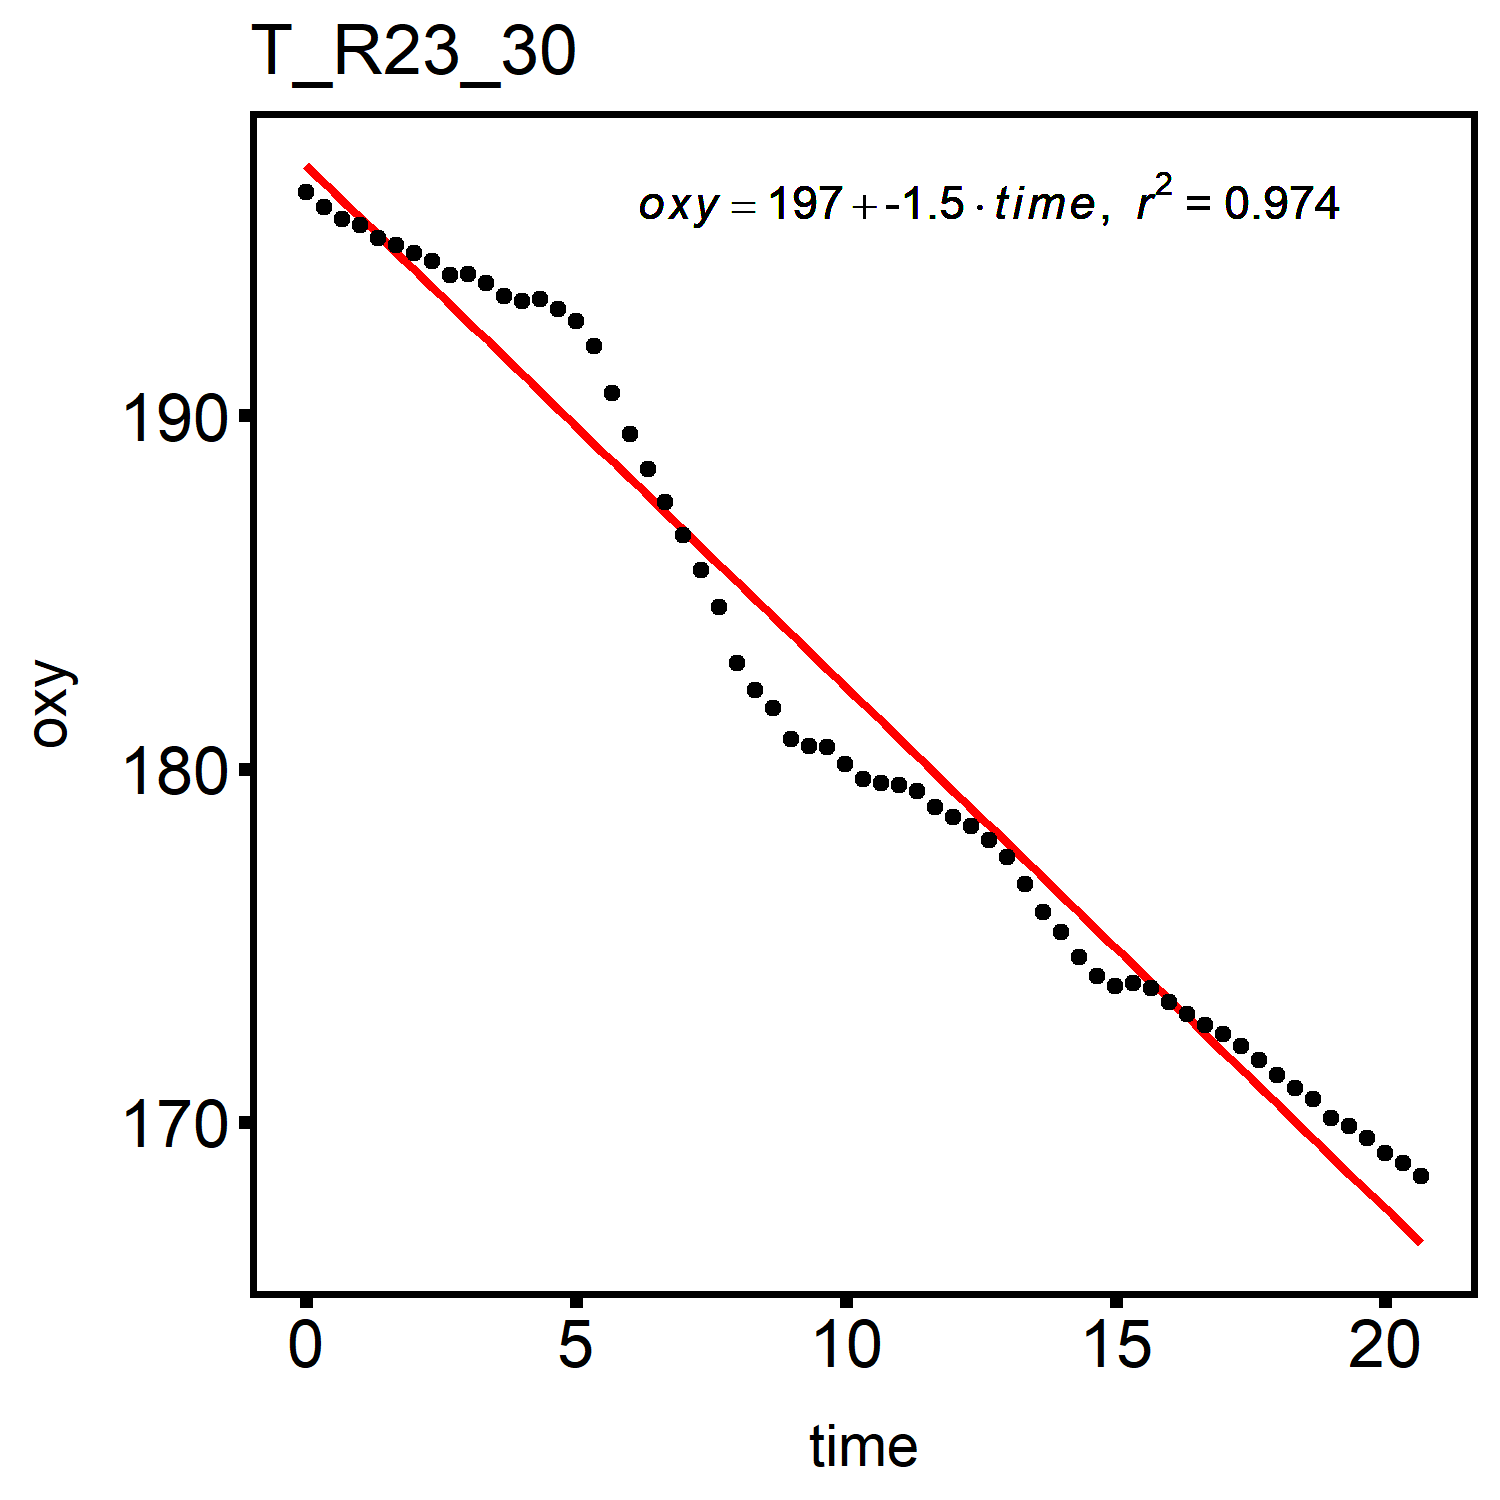 T_R23_30
oxy = 197 + -1.5 · time, r² = 0.974
190
180
170
oxy
0 5 10 15 20
time